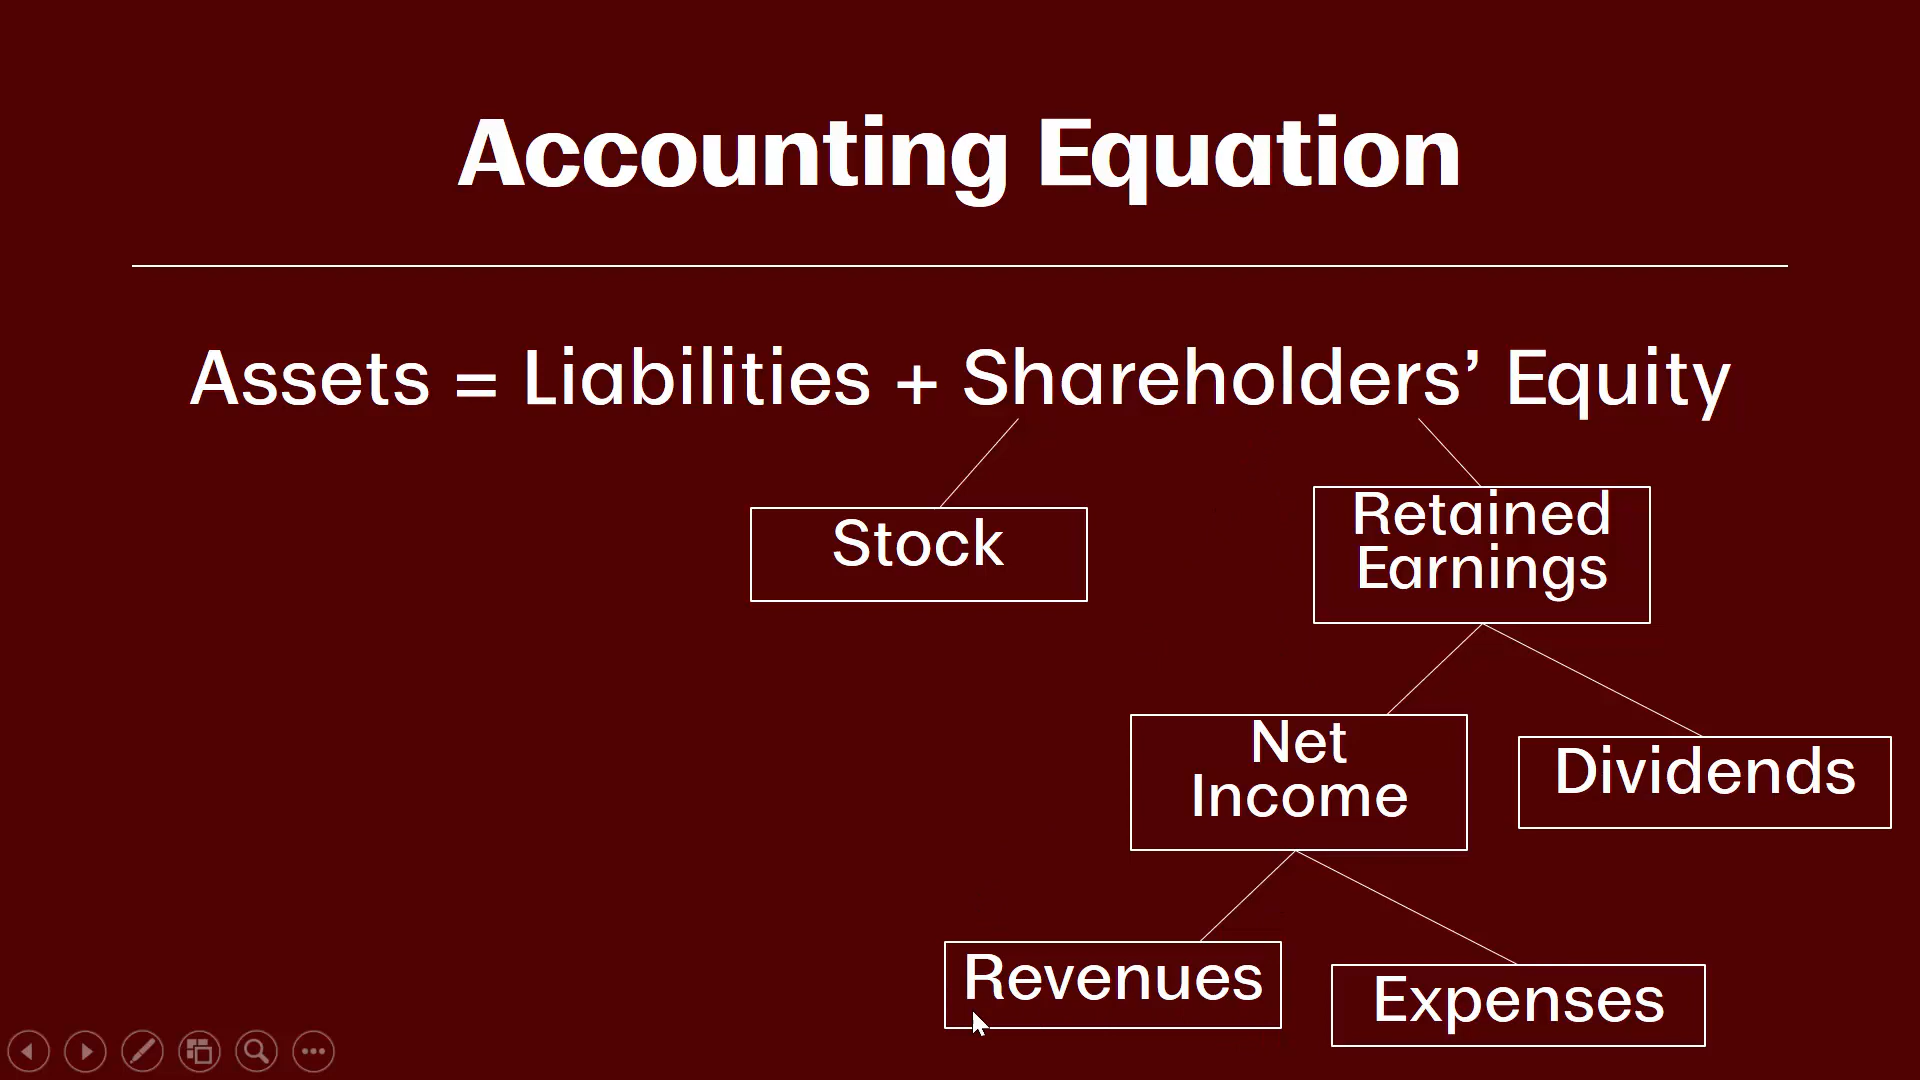 Accounting Equation
Assets = Liabilities + Shareholders’ Equity
Stock
Retained
Earnings
Net
Income
Dividends
Revenues
Expenses